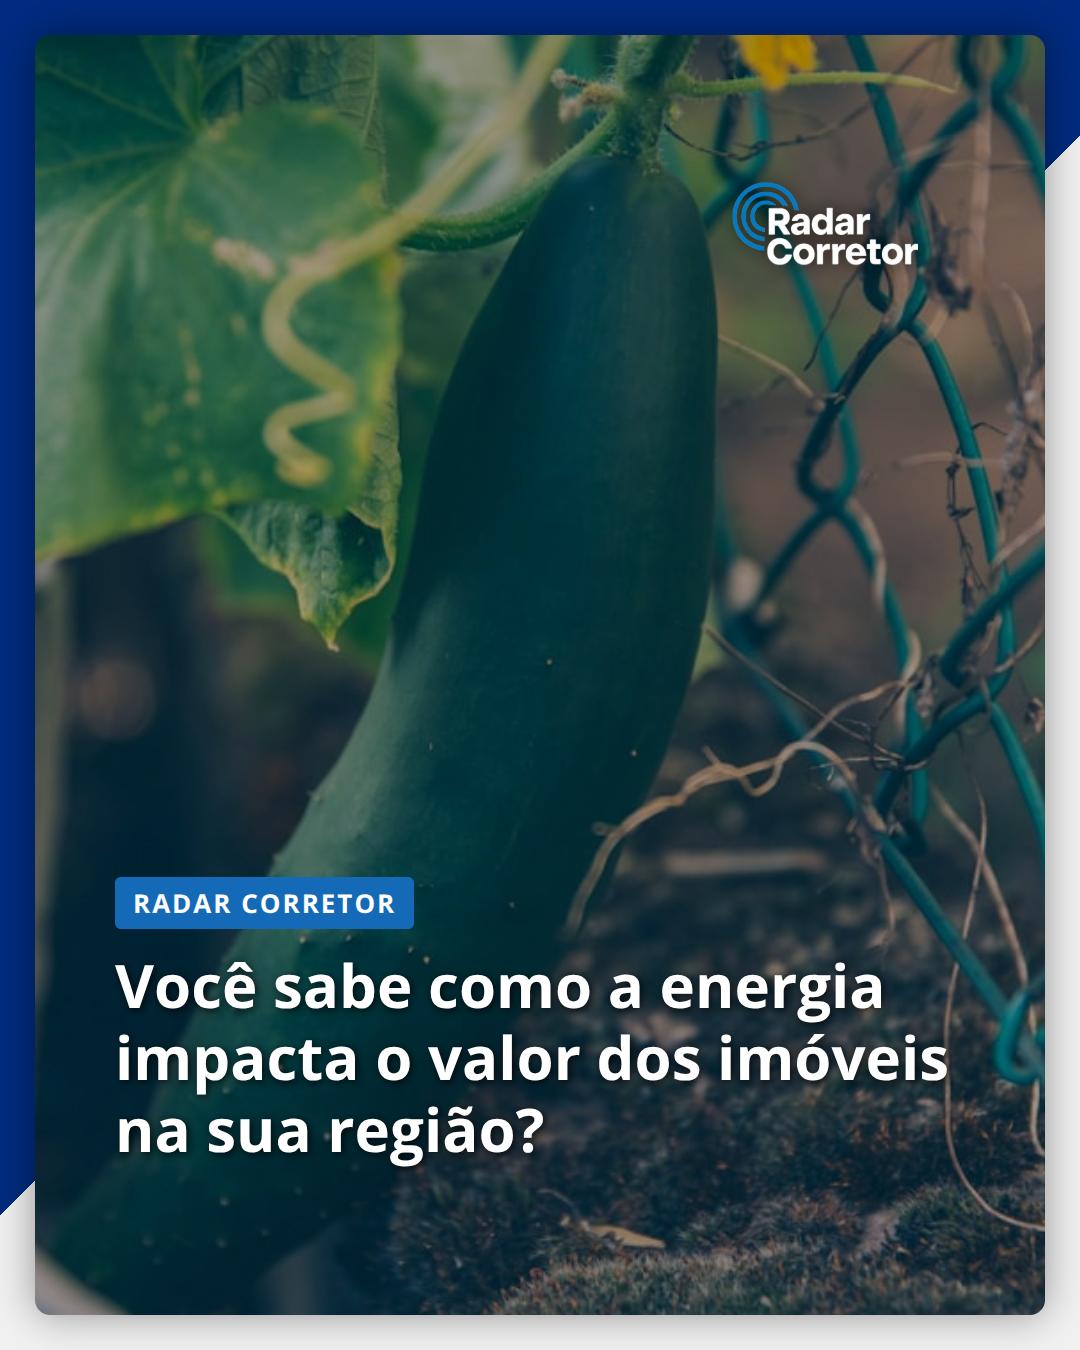 Radar
Corretor
RADAR CORRETOR
Você sabe como a energia
impacta o valor dos imóveis
na sua região?